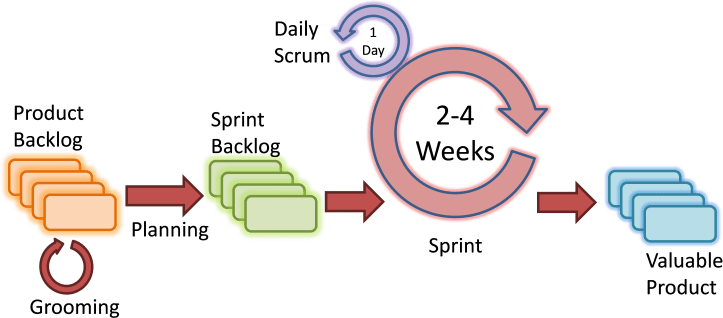 Daily
Scrum
1
Day
2-4
Weeks
Product
Backlog
Sprint
Backlog
Planning
Grooming
Sprint
Valuable
Product